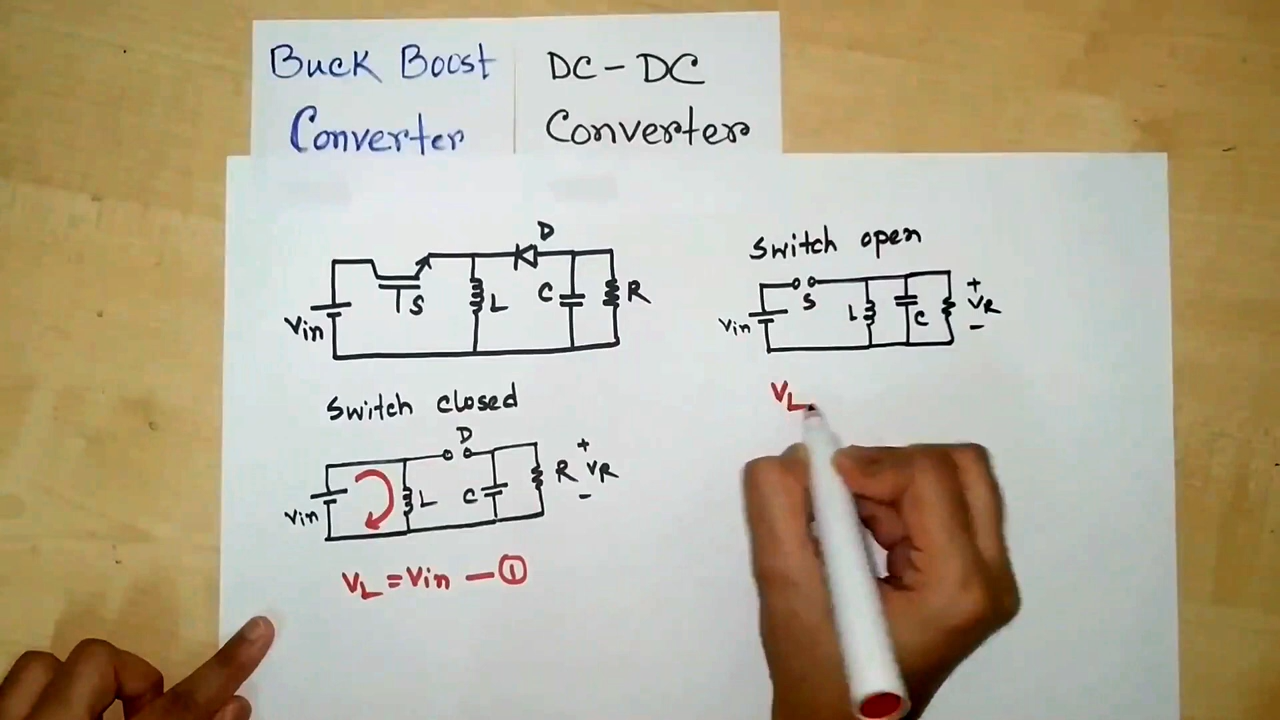 Buck Boost
Converter
DC-DC
Converter
D
Vin
S
L
C
R
Switch open
Vin
S
L
C
+
VR
-
Switch closed
D
Vin
L
C
R
+
VR
-
VL = Vin — ①
VL